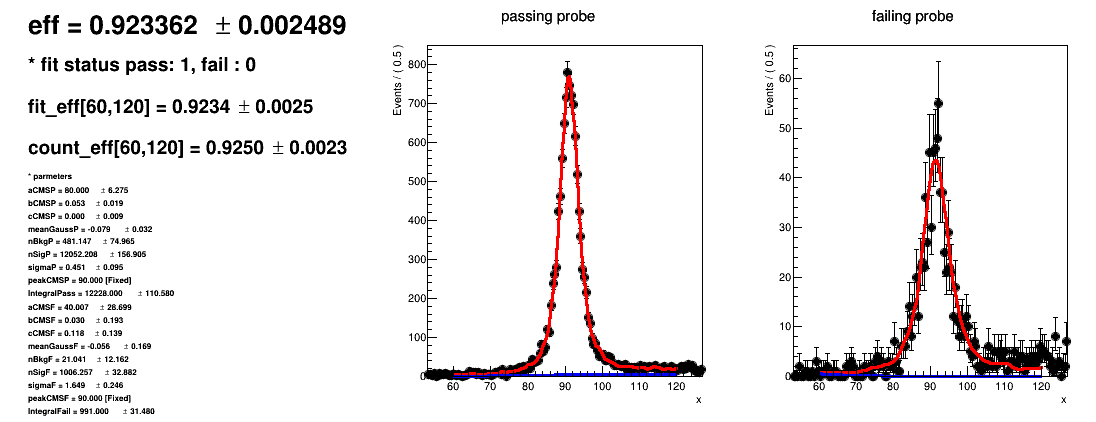 eff = 0.923362 ± 0.002489
* fit status pass: 1, fail : 0
fit_eff[60,120] = 0.9234 ± 0.0025
count_eff[60,120] = 0.9250 ± 0.0023
* parmeters
aCMSP = 80.000 ± 6.275
bCMSP = 0.053 ± 0.019
cCMSP = 0.000 ± 0.009
meanGaussP = -0.079 ± 0.032
nBkgP = 481.147 ± 74.965
nSigP = 12052.208 ± 156.905
sigmaP = 0.451 ± 0.095
peakCMSP = 90.000 [Fixed]
IntegralPass = 12228.000 ± 110.580
aCMSF = 40.007 ± 28.699
bCMSF = 0.030 ± 0.193
cCMSF = 0.118 ± 0.139
meanGaussF = -0.056 ± 0.169
nBkgF = 21.041 ± 12.162
nSigF = 1006.257 ± 32.882
sigmaF = 1.649 ± 0.246
peakCMSF = 90.000 [Fixed]
IntegralFail = 991.000 ± 31.480
passing probe
Events / ( 0.5 )
800
700
600
500
400
300
200
100
0
60 70 80 90 100 110 120
x
failing probe
Events / ( 0.5 )
60
50
40
30
20
10
0
60 70 80 90 100 110 120
x